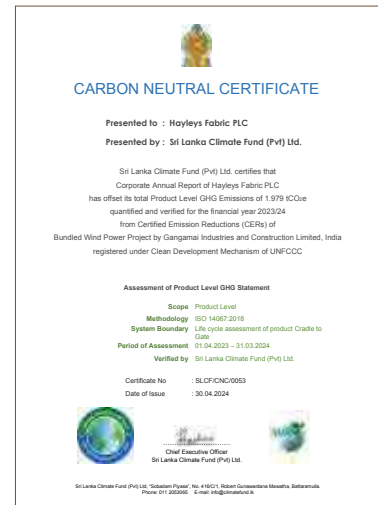 CARBON NEUTRAL CERTIFICATE
Presented to : Hayleys Fabric PLC
Presented by : Sri Lanka Climate Fund (Pvt) Ltd.
Sri Lanka Climate Fund (Pvt) Ltd. certifies that
Corporate Annual Report of Hayleys Fabric PLC
has offset its total Product Level GHG Emissions of 1.979 tCO₂e
quantified and verified for the financial year 2023/24
from Certified Emission Reductions (CERs) of
Bundled Wind Power Project by Gangamai Industries and Construction Limited, India
registered under Clean Development Mechanism of UNFCCC
Assessment of Product Level GHG Statement
Scope Product Level
Methodology ISO 14067:2018
System Boundary Life cycle assessment of product Cradle to
Gate
Period of Assessment 01.04.2023 – 31.03.2024
Verified by Sri Lanka Climate Fund (Pvt) Ltd.
Certificate No : SLCF/CNC/0053
Date of Issue : 30.04.2024
Chief Executive Officer
Sri Lanka Climate Fund (Pvt) Ltd.
Sri Lanka Climate Fund (Pvt) Ltd, "Sobadam Piyasa", No. 416/C/1, Robert Gunawardana Mawatha, Battaramulla.
Phone: 011 2053065 E-mail: info@climatefund.lk